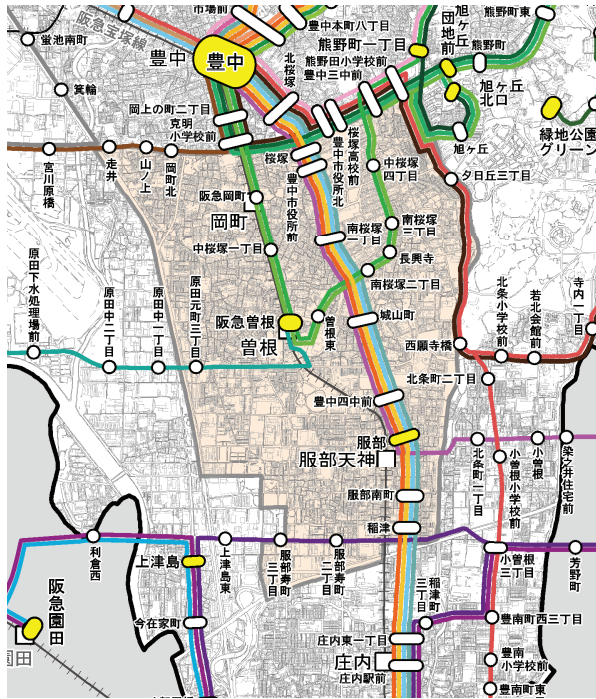 市場前
豊中本町八丁目
熊野町東
旭ヶ丘
団地前
阪急宝塚線
蛍池南町
豊中
豊中
北桜塚
熊野町一丁目
熊野田小学校前
豊中三中前
熊野町
旭ヶ丘
北口
箕輪
岡上の町二丁目
克明
小学校前
緑地公園
グリーン
宮川原橋
走井
山ノ上
岡町北
桜塚
豊中市役所前
豊中市役所北
桜塚高校前
旭ヶ丘
中桜塚
四丁目
夕日丘三丁目
阪急岡町
岡町
中桜塚一丁目
南桜塚
一丁目
南桜塚
三丁目
長興寺
南桜塚二丁目
原田下水処理場前
原田中二丁目
原田中一丁目
原田元町三丁目
阪急曽根
曽根
曽根東
城山町
西願寺橋
北条小学校前
若北会館前
寺内一丁目
北条町二丁目
豊中四中前
服部
服部天神
北条町一丁目
小曽根小学校前
小曽根
染之井住宅前
服部南町
稲津
利倉西
上津島
上津島東
服部寿町
三丁目
服部寿町
二丁目
小曽根
三丁目
芳野町
阪急園田
園田
今在家町
稲津町
三丁目
豊南町西三丁目
庄内東一丁目
庄内
庄内駅前
豊南
小学校前
豊南町東